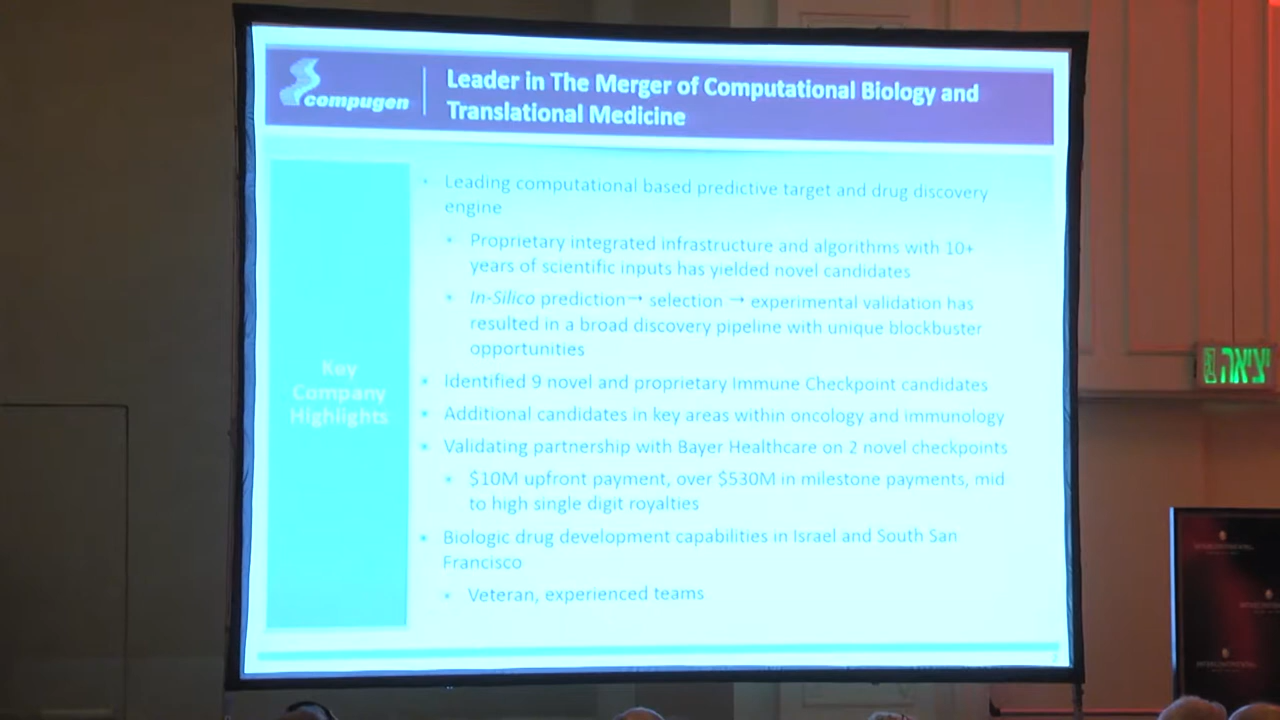 compugen
Leader in The Merger of Computational Biology and
Translational Medicine
Key
Company
Highlights
Leading computational based predictive target and drug discovery
engine
Proprietary integrated infrastructure and algorithms with 10+
years of scientific inputs has yielded novel candidates
In-Silico prediction→ selection → experimental validation has
resulted in a broad discovery pipeline with unique blockbuster
opportunities
Identified 9 novel and proprietary Immune Checkpoint candidates
Additional candidates in key areas within oncology and immunology
Validating partnership with Bayer Healthcare on 2 novel checkpoints
$10M upfront payment, over $530M in milestone payments, mid
to high single digit royalties
Biologic drug development capabilities in Israel and South San
Francisco
Veteran, experienced teams
יציאה